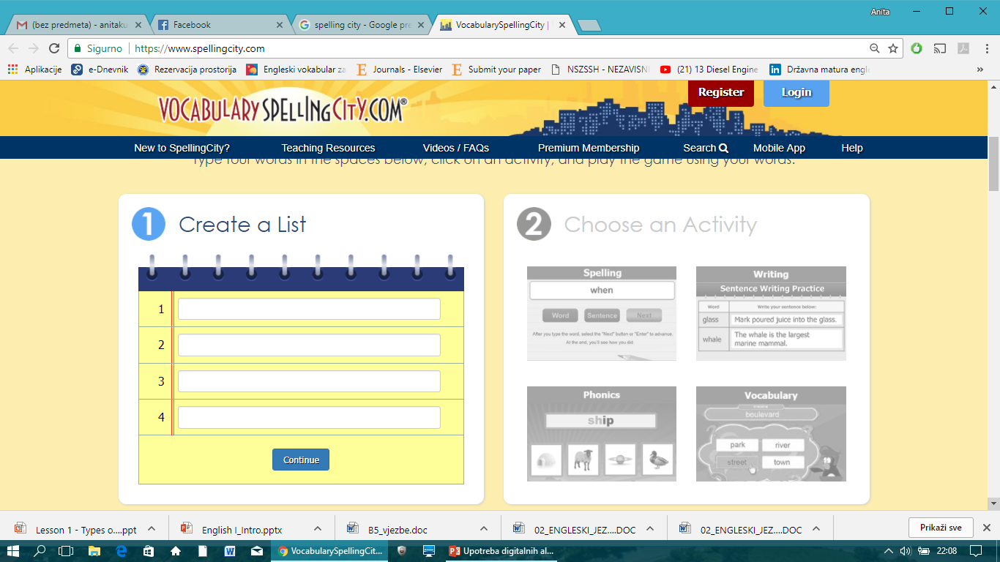 Anita
(bez predmeta) - anitaku
Facebook
spelling city - Google pre
VocabularySpellingCity |
Sigurno
https://www.spellingcity.com
Aplikacije
e-Dnevnik
Rezervacija prostorija
Engleski vokabular za
Journals - Elsevier
Submit your paper
NSZSSH - NEZAVISNI
(21) 13 Diesel Engine
Državna matura engle
»
VOCABULARYSPELLINGCITY.COM®
Register
Login
New to SpellingCity?
Teaching Resources
Videos / FAQs
Premium Membership
Search
Mobile App
Help
Type four words in the spaces below, click on an activity, and play the game using your words.
1 Create a List
1
2
3
4
Continue
2 Choose an Activity
Spelling
when
Word Sentence Next
After you type the word, select the "Next" button or "Enter" to advance.
At the end, you'll see how you did
Writing
Sentence Writing Practice
Word Write your sentence below:
glass Mark poured juice into the glass.
whale The whale is the largest
marine mammal.
Phonics
ship
Vocabulary
boulevard
park river
street town
Lesson 1 - Types o....ppt
English I_Intro.pptx
B5_vjezbe.doc
02_ENGLESKI_JEZ....DOC
02_ENGLESKI_JEZ....DOC
Prikaži sve
VocabularySpellingCit...
Upotreba digitalnih al...
22:08